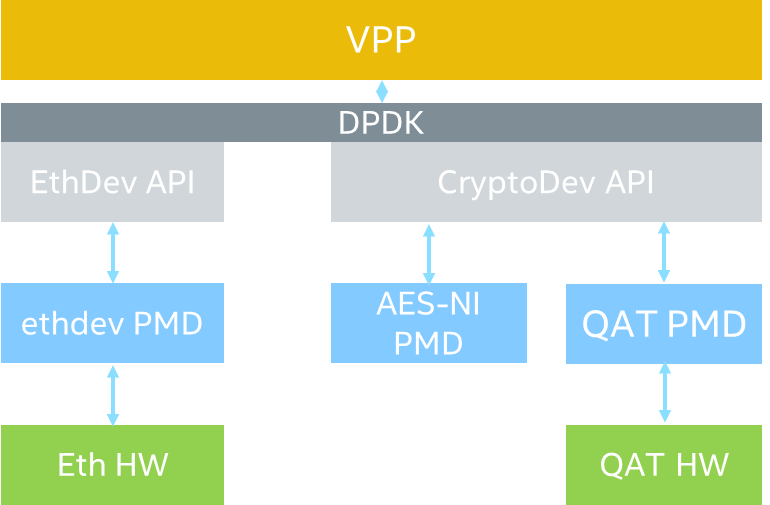 VPP
DPDK
EthDev API
CryptoDev API
ethdev PMD
AES-NI
PMD
QAT PMD
Eth HW
QAT HW